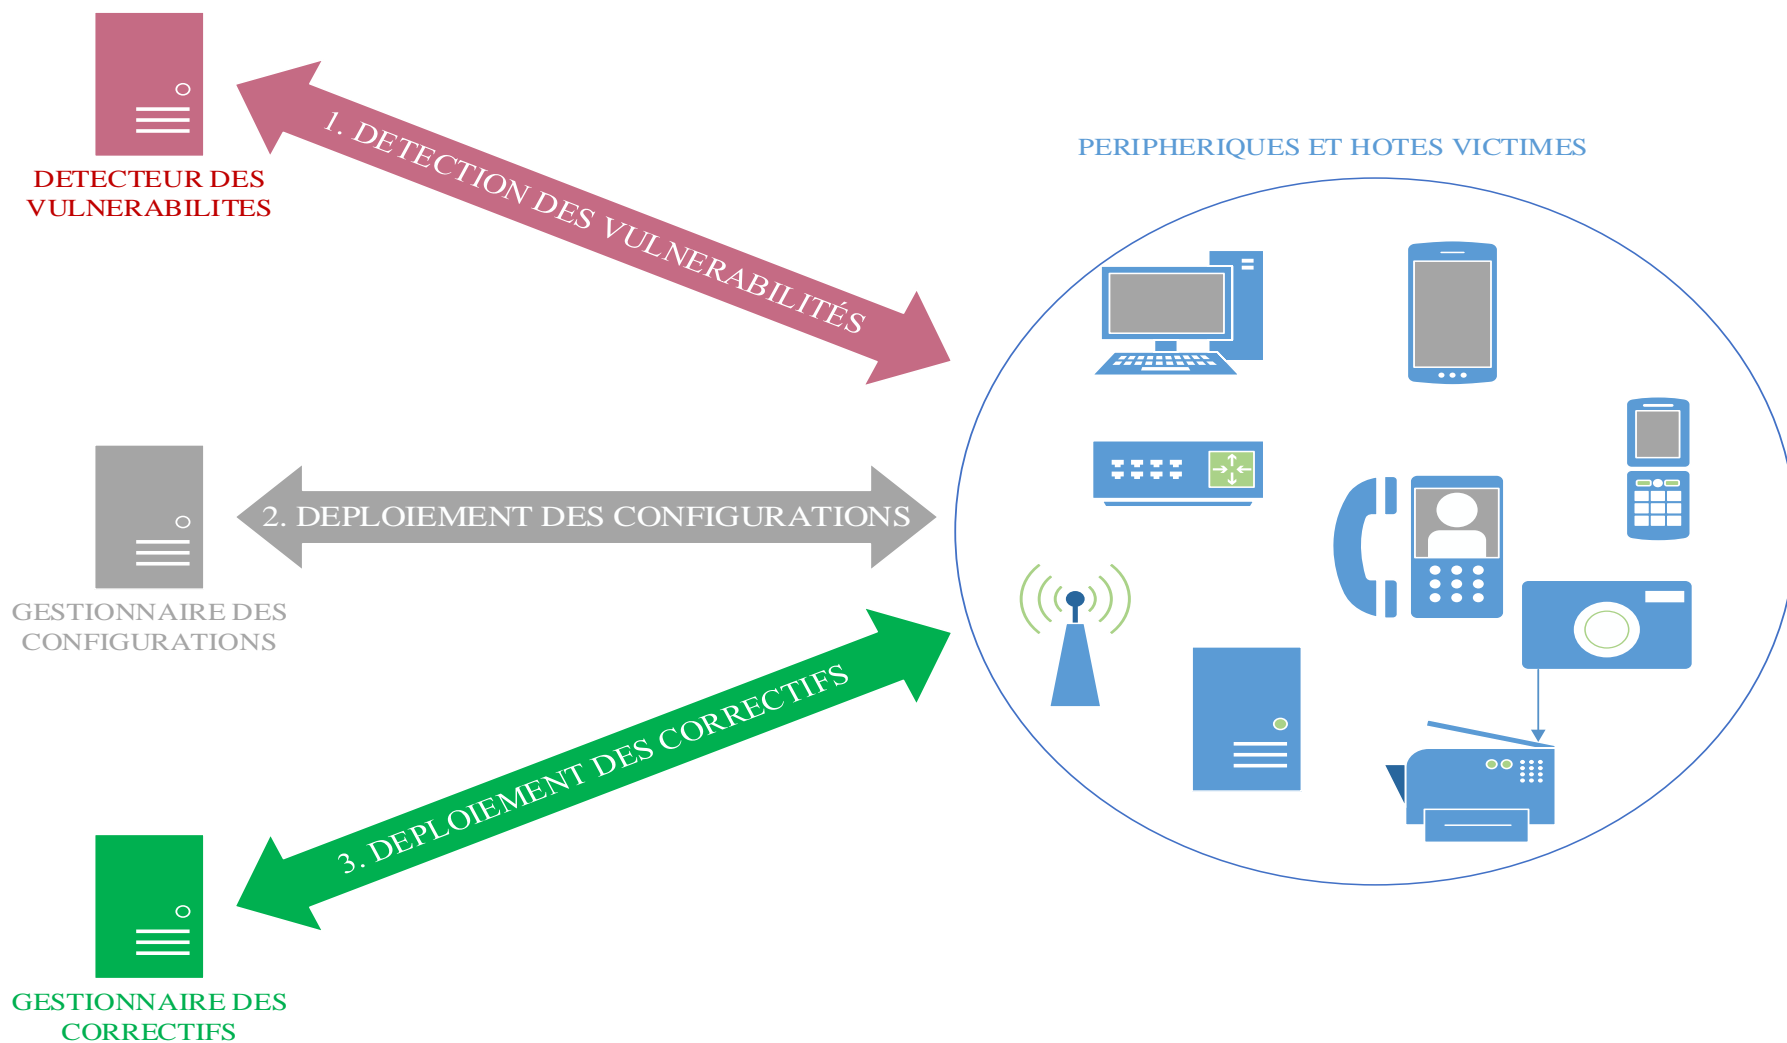 1. DETECTION DES VULNERABILITÉS
PERIPHERIQUES ET HOTES VICTIMES
DETECTEUR DES
VULNERABILITES
2. DEPLOIEMENT DES CONFIGURATIONS
GESTIONNAIRE DES
CONFIGURATIONS
3. DEPLOIEMENT DES CORRECTIFS
GESTIONNAIRE DES
CORRECTIFS